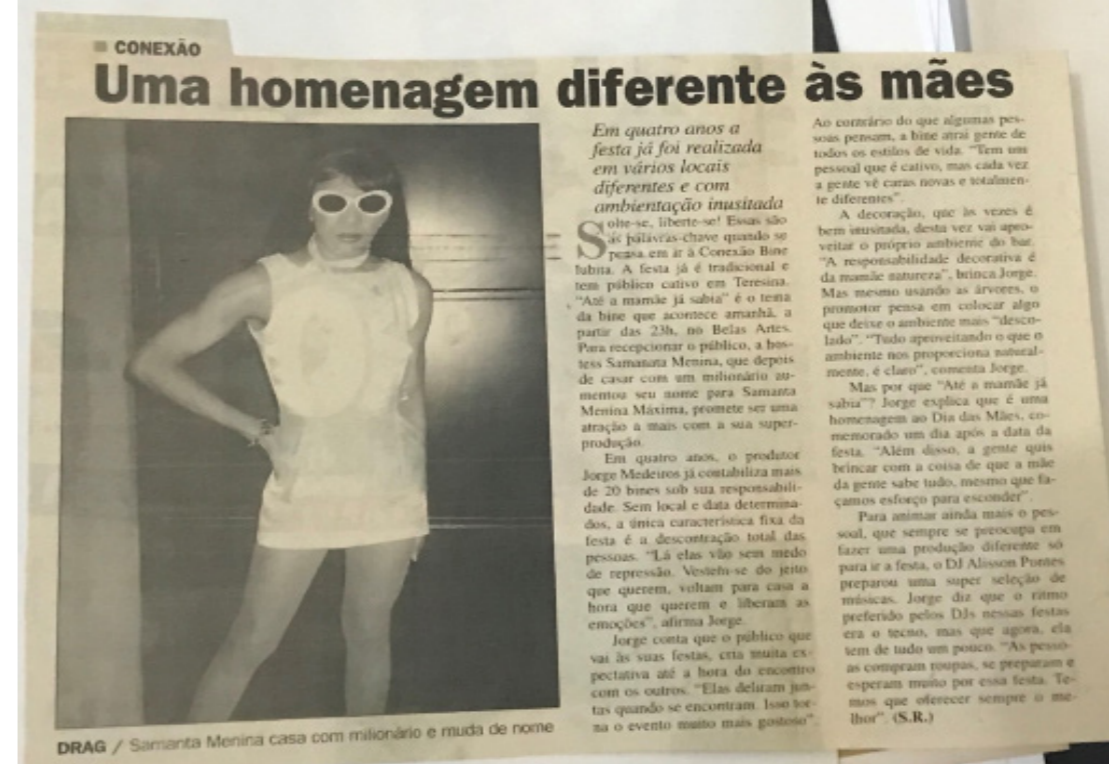 CONEXÃO
Uma homenagem diferente às mães
Em quatro anos a
festa já foi realizada
em vários locais
diferentes e com
ambientação inusitada
Solte-se, liberte-se! Essas são
as palavras-chave quando se
pensa em ir à Conexão Bine
Iubita. A festa já é tradicional e
tem público cativo em Teresina.
"Até a mamãe já sabia" é o tema
da bine que acontece amanhã, a
partir das 23h, no Belas Artes.
Para recepcionar o público, a hos-
tess Samanta Menina, que depois
de casar com um milionário au-
mentou seu nome para Samanta
Menina Máxima, promete ser uma
atração a mais com a sua super-
produção.
Em quatro anos, o produtor
Jorge Medeiros já contabiliza mais
de 20 bines sob sua responsabili-
dade. Sem local e data determina-
dos, a única característica fixa da
festa é a descontração total das
pessoas. "Lá elas vão sem medo
de repressão. Vestem-se do jeito
que querem, voltam para casa a
hora que querem e liberam as
emoções", afirma Jorge.
Jorge conta que o público que
vai às suas festas, cria muita ex-
pectativa até a hora do encontro
com os outros. "Elas deliram jun-
tas quando se encontram. Isso tor-
na o evento muito mais gostoso".
Ao contrário do que algumas pes-
soas pensam, a bine atrai gente de
todos os estilos de vida. "Tem um
pessoal que é cativo, mas cada vez
a gente vê caras novas e totalmen-
te diferentes".
A decoração, que às vezes é
bem inusitada, desta vez vai apro-
veitar o próprio ambiente do bar.
"A responsabilidade decorativa é
da mamãe natureza", brinca Jorge.
Mas mesmo usando as árvores, o
promotor pensa em colocar algo
que deixe o ambiente mais "desco-
lado". "Tudo aproveitando o que o
ambiente nos proporciona natural-
mente, é claro", comenta Jorge.
Mas por que "Até a mamãe já
sabia"? Jorge explica que é uma
homenagem ao Dia das Mães, co-
memorado um dia após a data da
festa. "Além disso, a gente quis
brincar com a coisa de que a mãe
da gente sabe tudo, mesmo que fa-
çamos esforço para esconder".
Para animar ainda mais o pes-
soal, que sempre se preocupa em
fazer uma produção diferente só
para ir a festa, o DJ Alisson Pontes
preparou uma super seleção de
músicas. Jorge diz que o ritmo
preferido pelos DJs nessas festas
era o tecno, mas que agora, ela
tem de tudo um pouco. "As pesso-
as compram roupas, se preparam e
esperam muito por essa festa. Te-
mos que oferecer sempre o me-
lhor". (S.R.)
DRAG / Samanta Menina casa com milionário e muda de nome